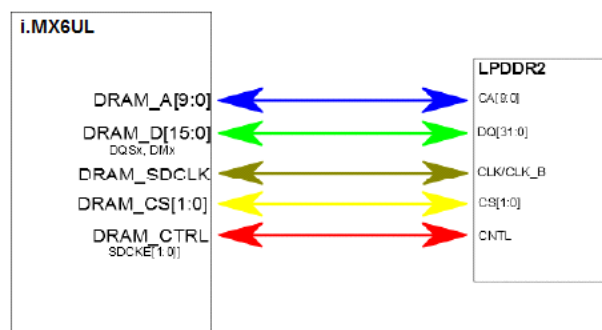 i.MX6UL
LPDDR2
DRAM_A[9:0]
CA[9:0]
DRAM_D[15:0]
DQ[31:0]
DQSx, DMx
DRAM_SDCLK
CLK/CLK_B
DRAM_CS[1:0]
CS[1:0]
DRAM_CTRL
CNTL
SDCKE[1:0]]